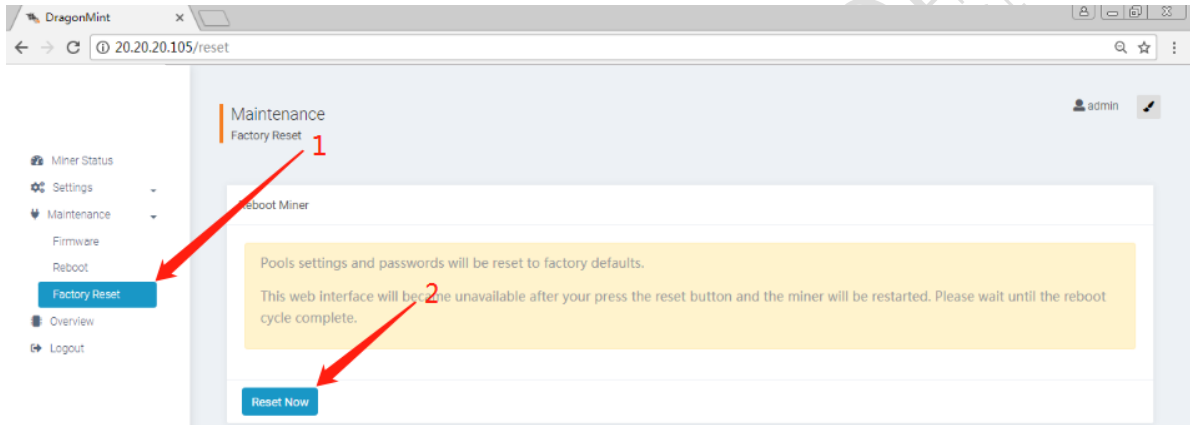 DragonMint
20.20.20.105/reset
Maintenance
admin
Factory Reset
1
Miner Status
Settings
Maintenance
Firmware
Reboot
Factory Reset
Overview
Logout
Reboot Miner
Pools settings and passwords will be reset to factory defaults.
This web interface will became unavailable after your press the reset button and the miner will be restarted. Please wait until the reboot
cycle complete.
2
Reset Now